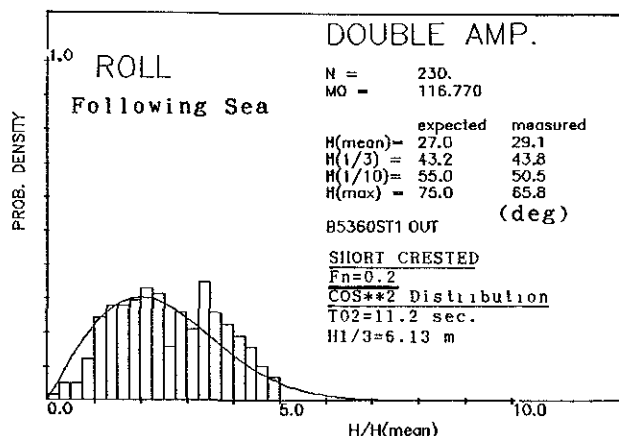 DOUBLE AMP.
1.0
ROLL
Following Sea
N = 230.
MO = 116.770
expected measured
H(mean)= 27.0 29.1
H(1/3) = 43.2 43.8
H(1/10)= 55.0 50.5
H(max) = 75.0 65.8
(deg)
B5360ST1 OUT
SHORT CRESTED
Fn=0.2
COS**2 Distribution
T02=11.2 sec.
H1/3=6.13 m
PROB. DENSITY
0.0 5.0 10.0
H/H(mean)